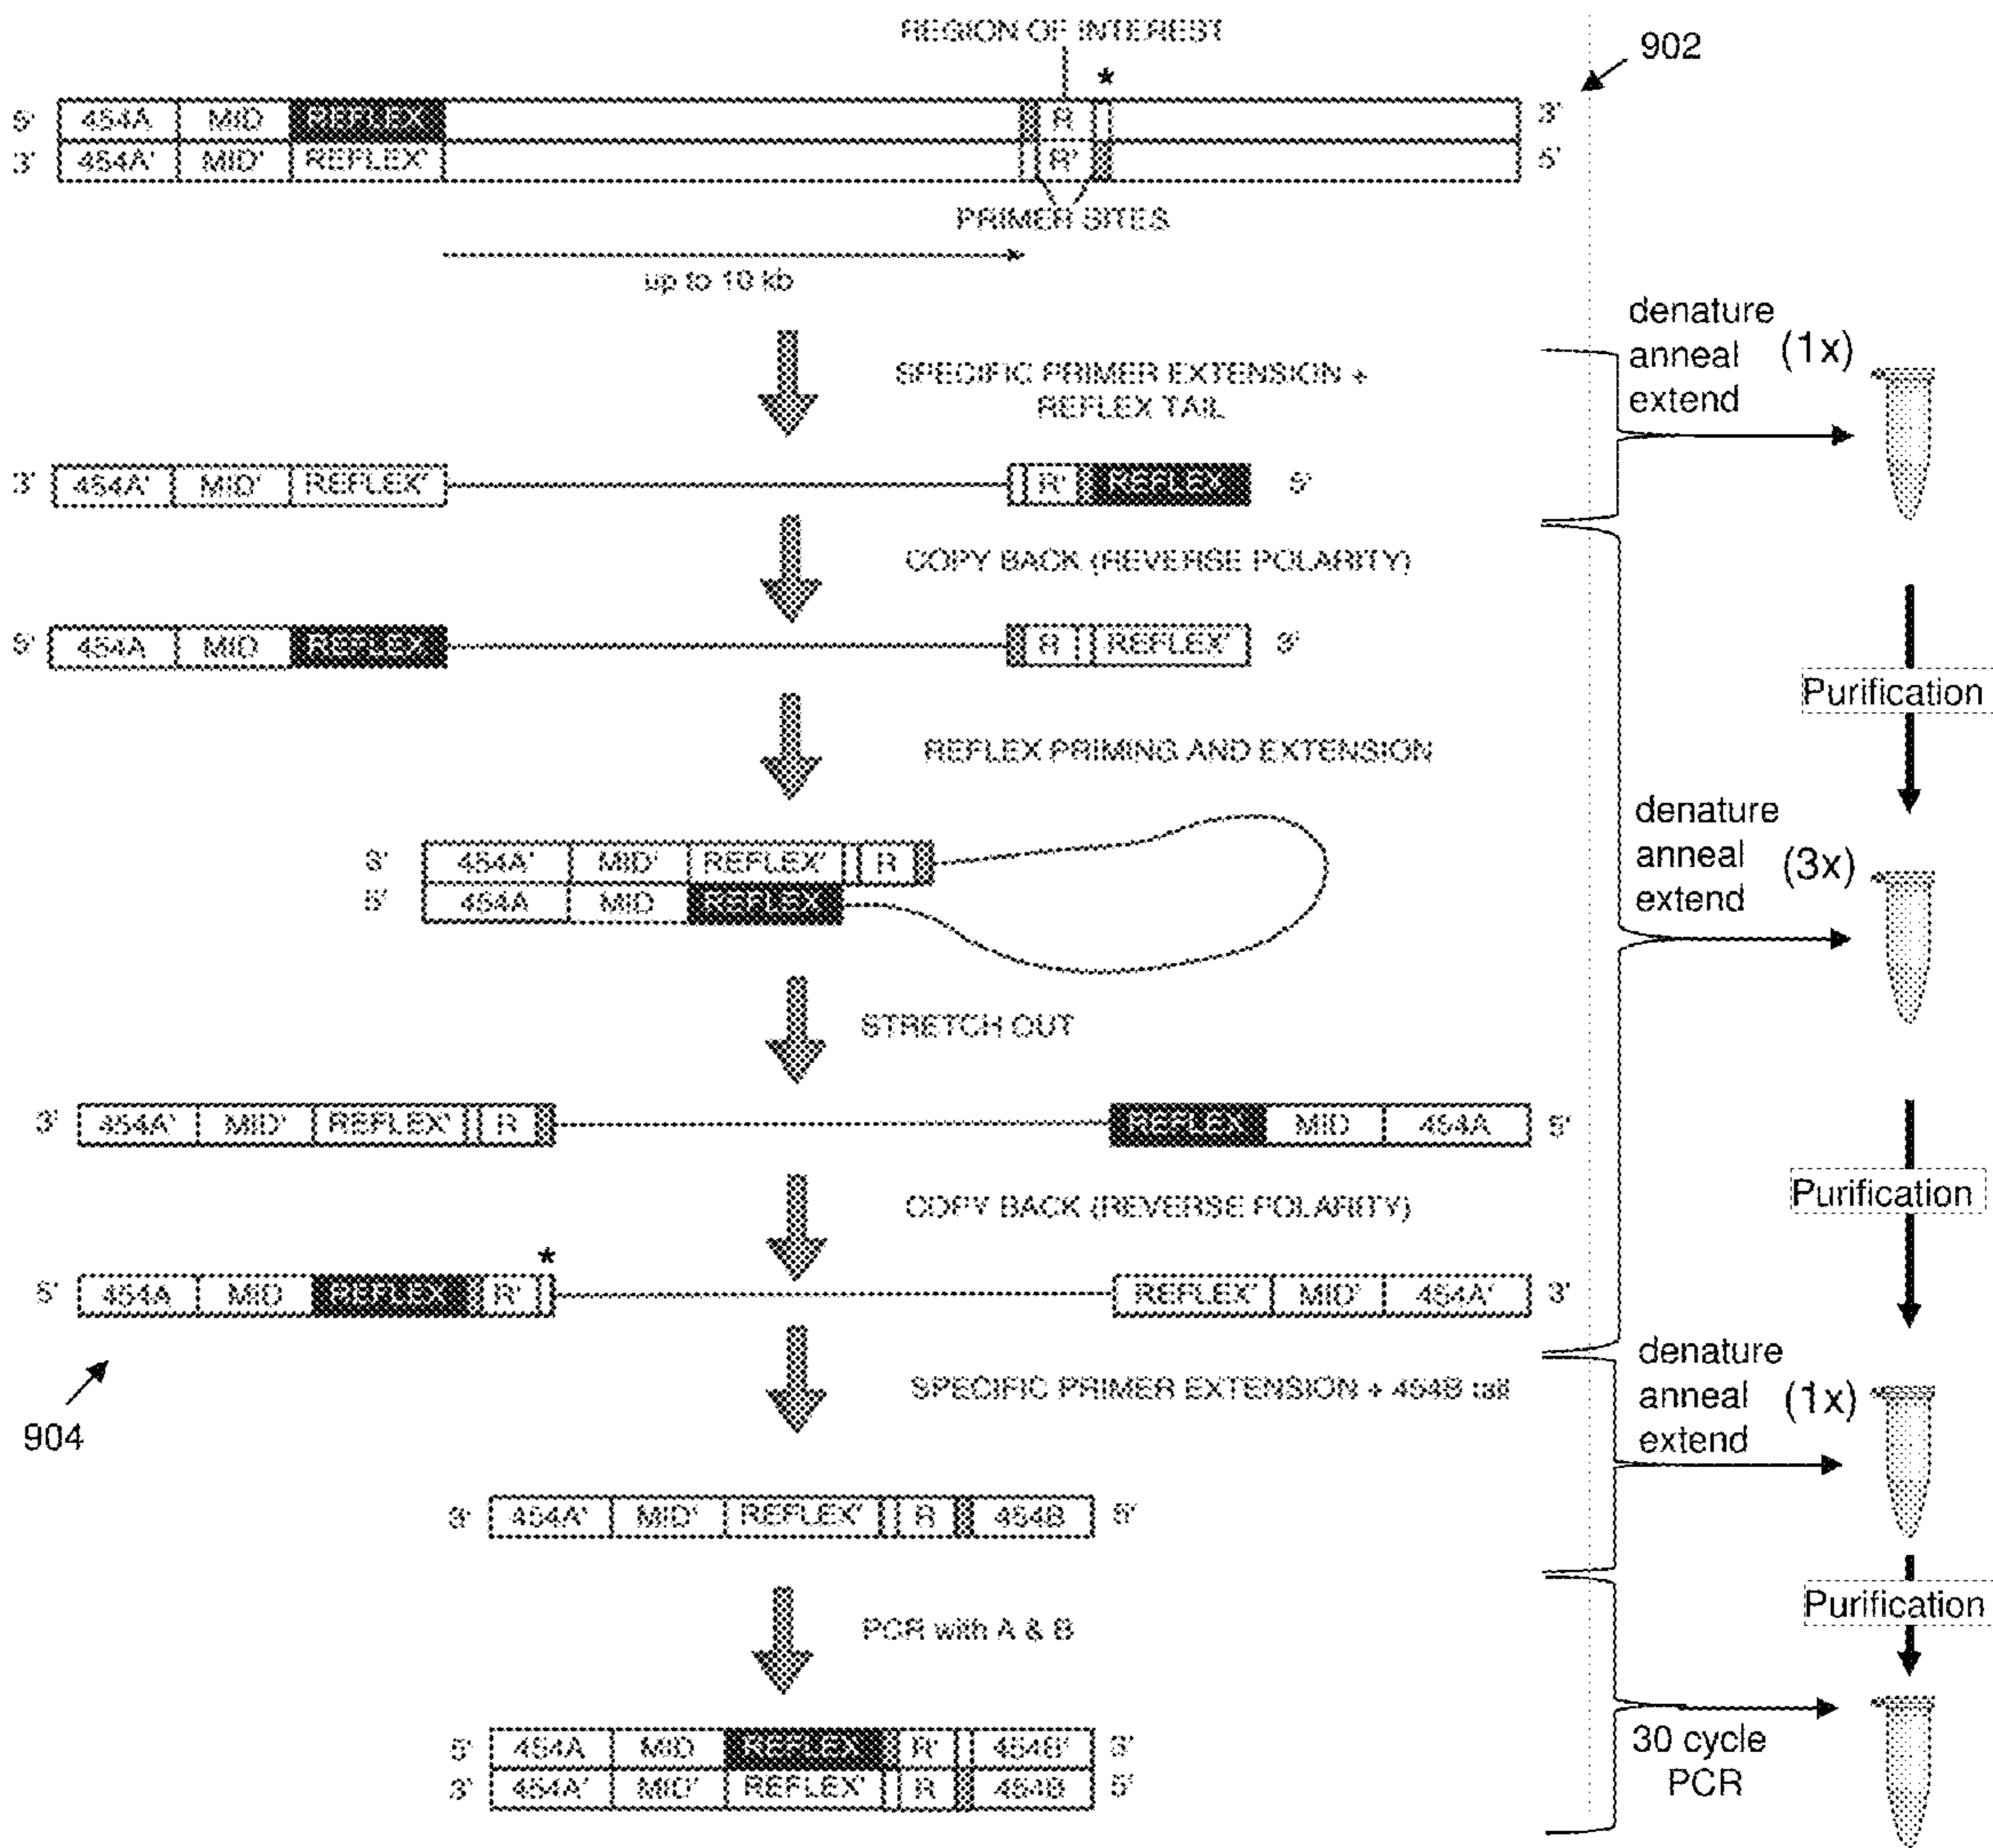 REGION OF INTEREST
*
902
5' 454A MID REFLEX R 3'
3' 454A' MID' REFLEX' R' 5'
PRIMER SITES
up to 10 kb
SPECIFIC PRIMER EXTENSION +
REFLEX TAIL
denature
anneal (1x)
extend
3' 454A' MID' REFLEX' R' REFLEX 5'
COPY BACK (REVERSE POLARITY)
5' 454A MID REFLEX R REFLEX' 3'
Purification
REFLEX PRIMING AND EXTENSION
denature
anneal (3x)
extend
3' 454A' MID' REFLEX' R
5' 454A MID REFLEX
STRETCH OUT
3' 454A' MID' REFLEX' R REFLEX MID 454A 5'
COPY BACK (REVERSE POLARITY)
Purification
*
5' 454A MID REFLEX R' REFLEX' MID' 454A' 3'
904
SPECIFIC PRIMER EXTENSION + 454B tail
denature
anneal (1x)
extend
3' 454A' MID' REFLEX' R 454B 5'
PCR with A & B
Purification
30 cycle
PCR
5' 454A MID REFLEX R' 454B' 3'
3' 454A' MID' REFLEX' R 454B 5'